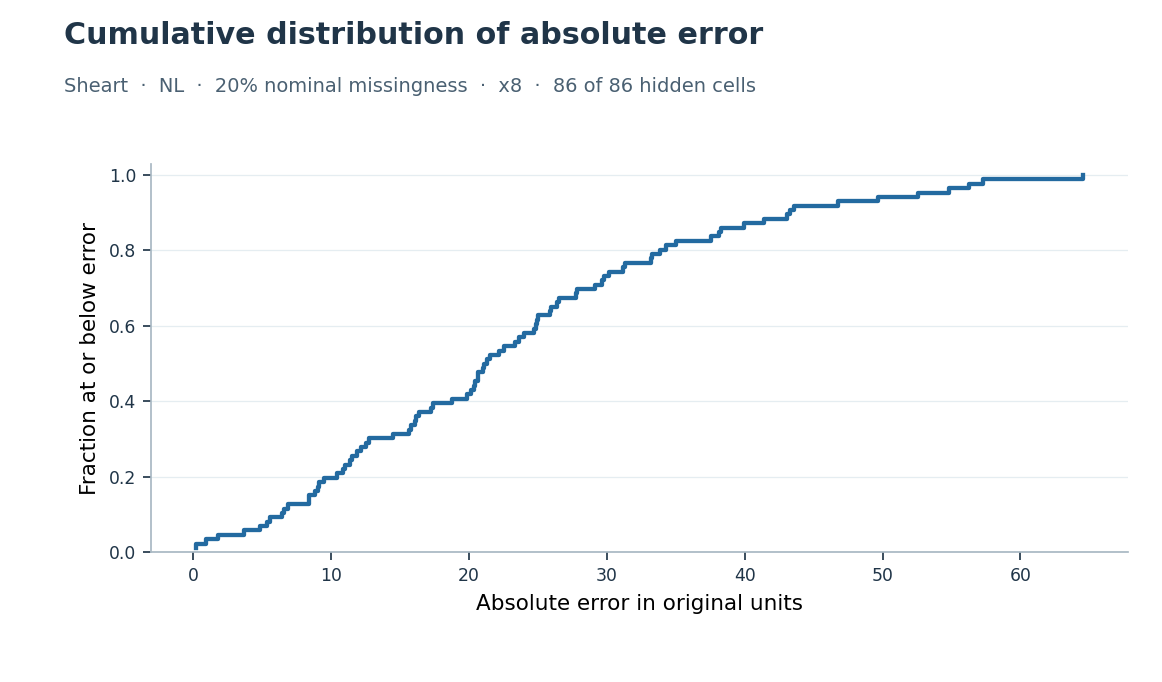 Cumulative distribution of absolute error
Sheart · NL · 20% nominal missingness · x8 · 86 of 86 hidden cells
1.0
0.8
0.6
0.4
0.2
0.0
Fraction at or below error
0 10 20 30 40 50 60
Absolute error in original units